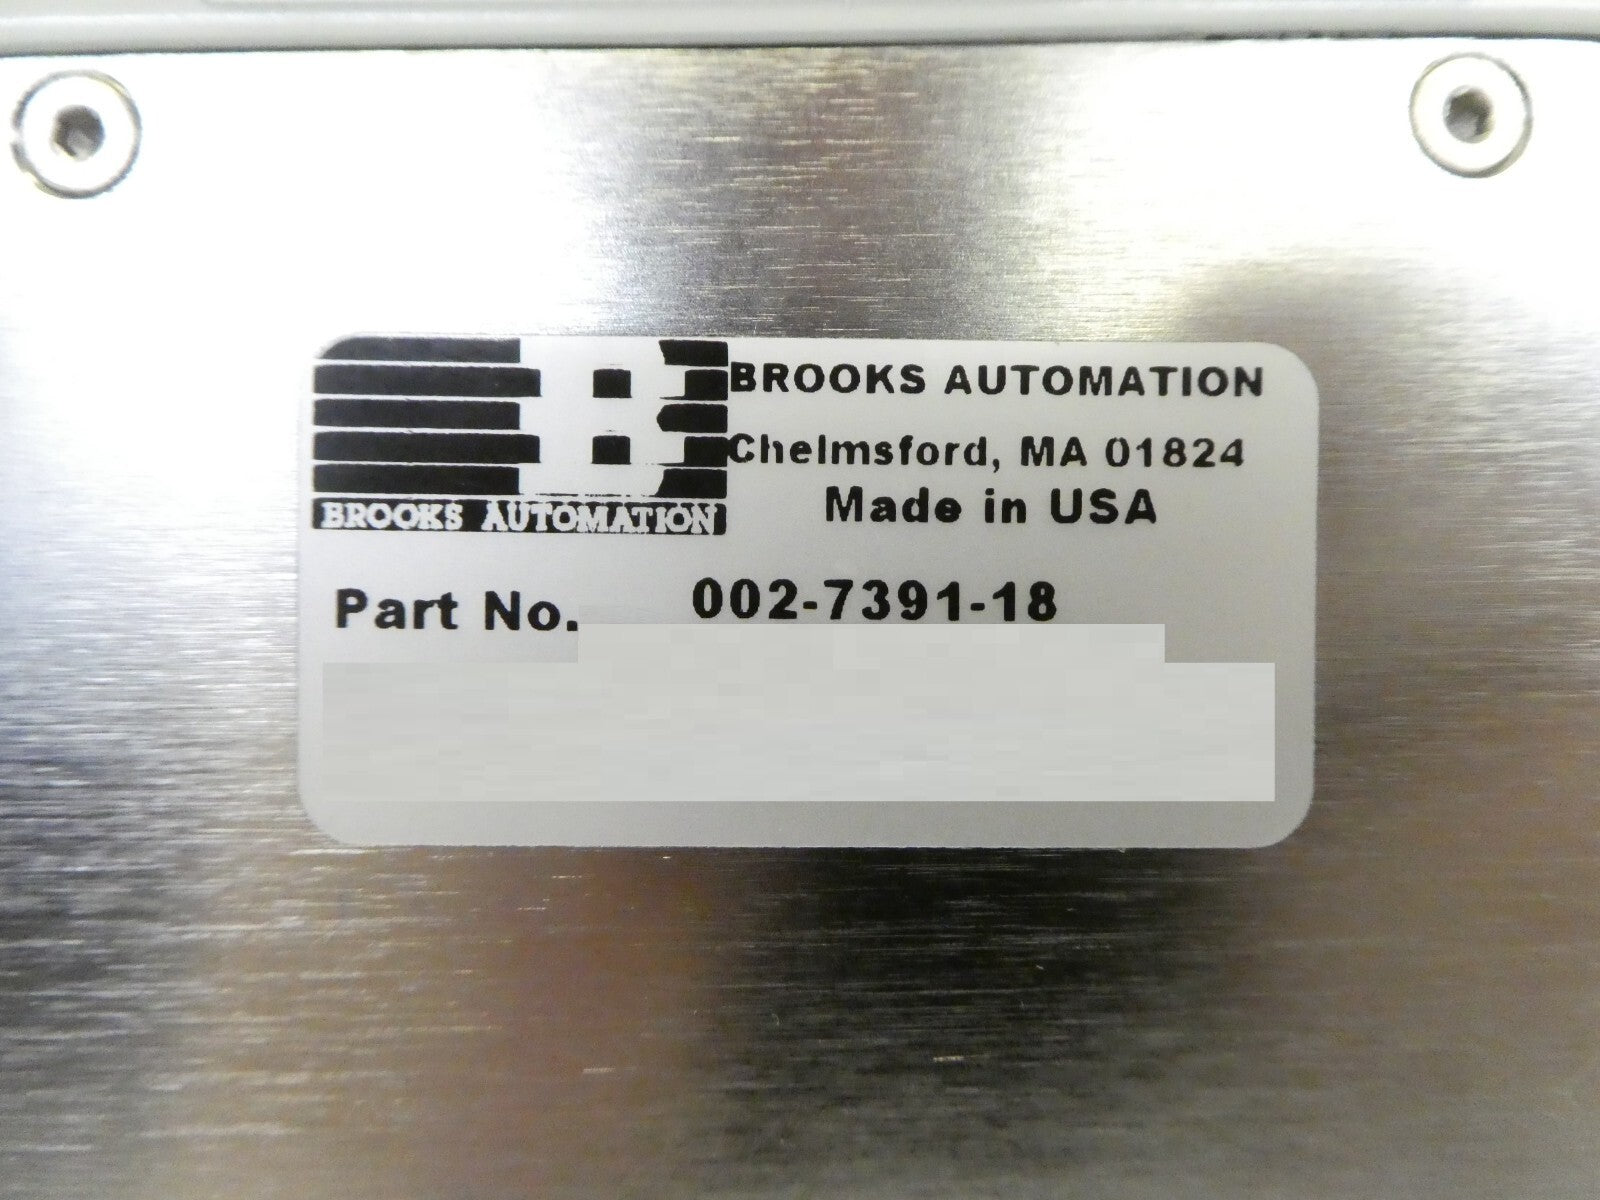 BROOKS AUTOMATION
BROOKS AUTOMATION
Chelmsford, MA 01824
Made in USA
Part No. 002-7391-18